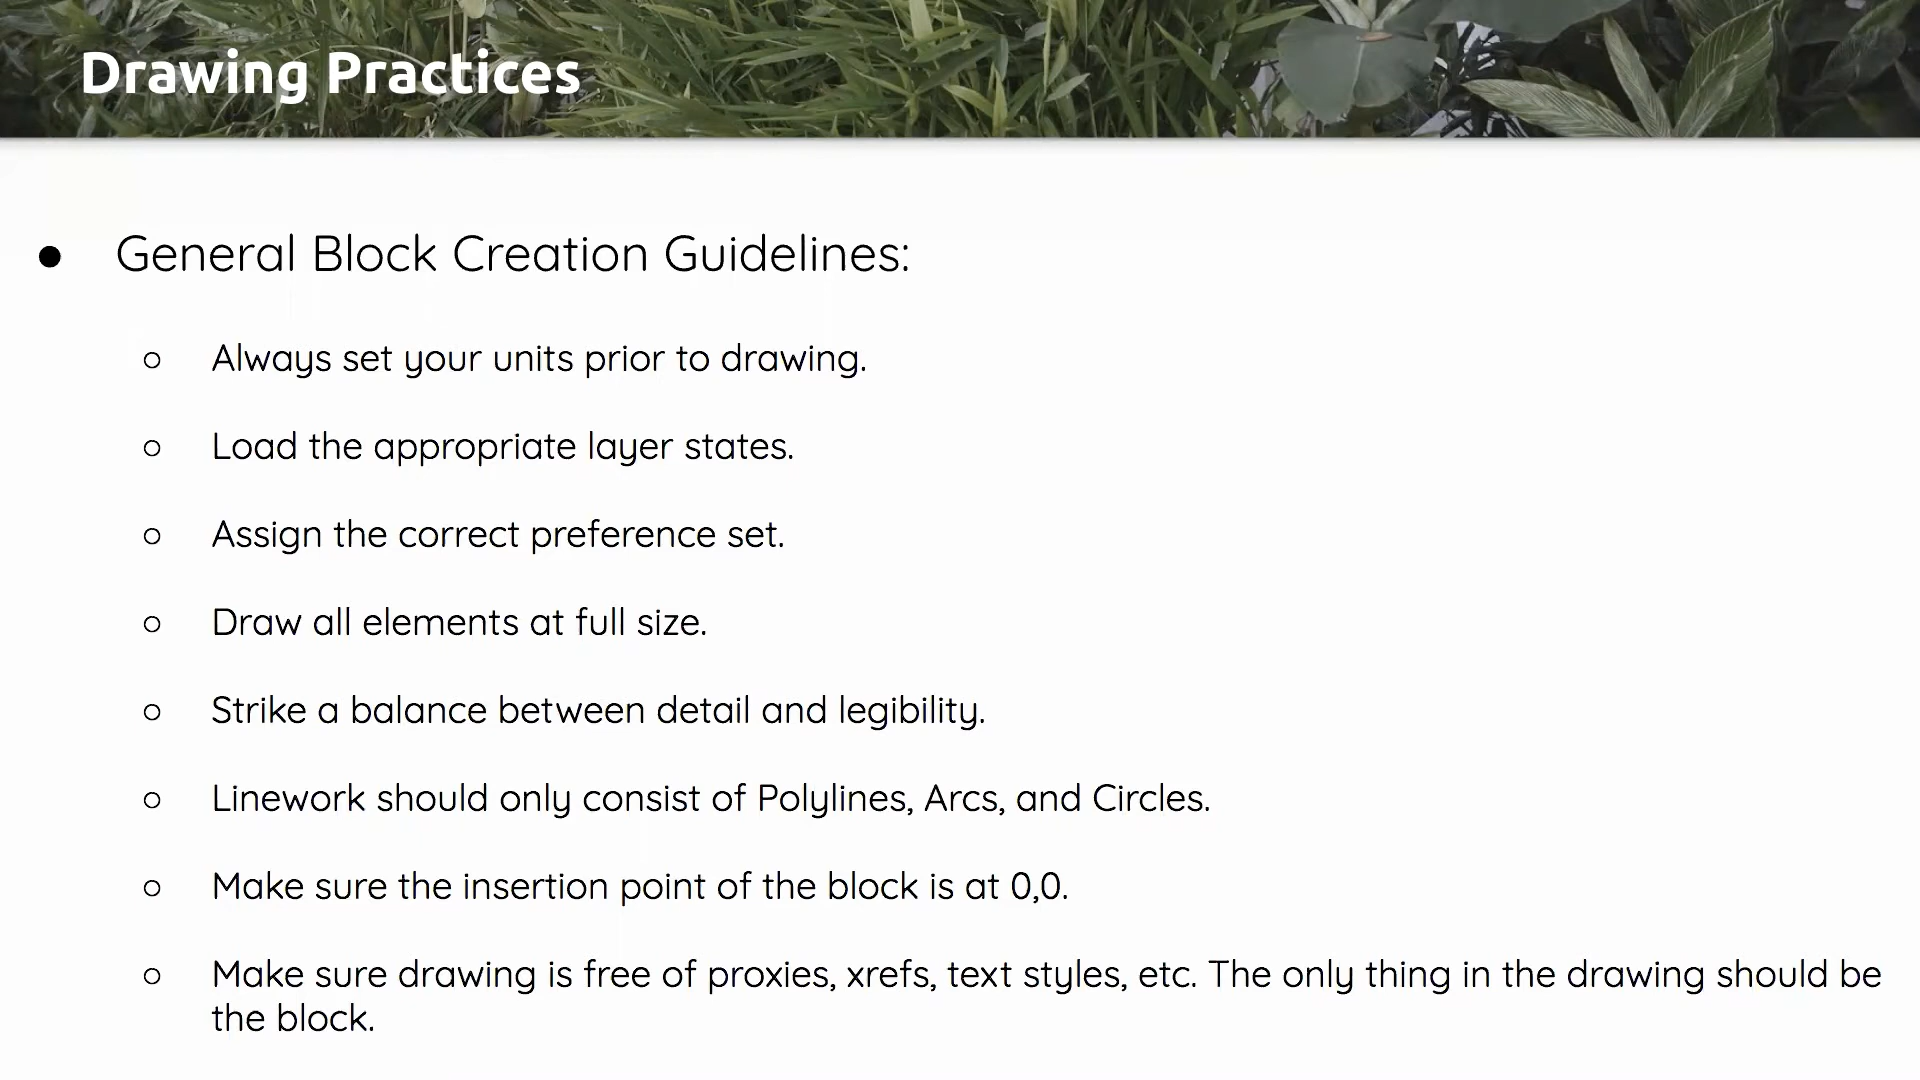 Drawing Practices
● General Block Creation Guidelines:
○ Always set your units prior to drawing.
○ Load the appropriate layer states.
○ Assign the correct preference set.
○ Draw all elements at full size.
○ Strike a balance between detail and legibility.
○ Linework should only consist of Polylines, Arcs, and Circles.
○ Make sure the insertion point of the block is at 0,0.
○ Make sure drawing is free of proxies, xrefs, text styles, etc. The only thing in the drawing should be
the block.